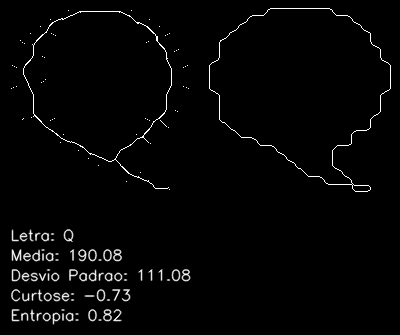 Letra: Q
Media: 190.08
Desvio Padrao: 111.08
Curtose: -0.73
Entropia: 0.82